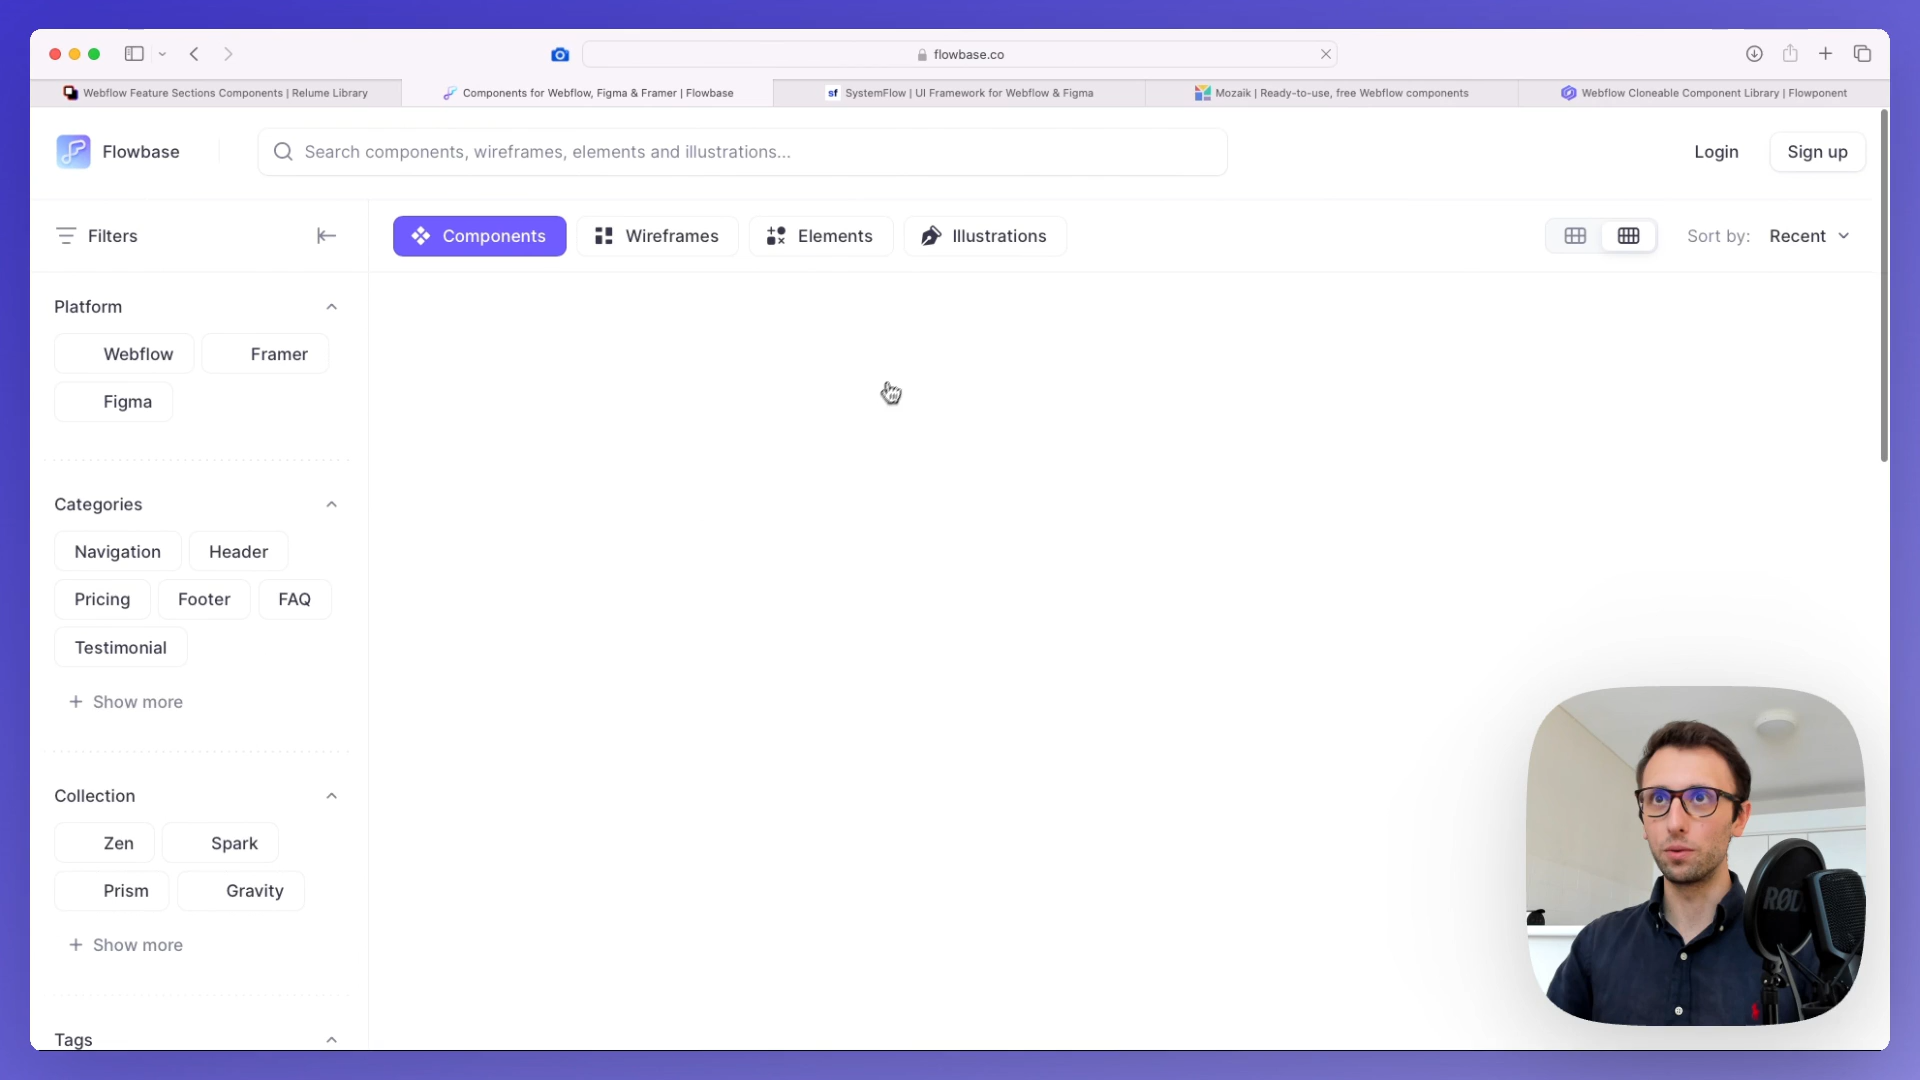 flowbase.co
Webflow Feature Sections Components | Relume Library
Components for Webflow, Figma & Framer | Flowbase
sf SystemFlow | UI Framework for Webflow & Figma
Mozaik | Ready-to-use, free Webflow components
Webflow Cloneable Component Library | Flowponent
Flowbase
Search components, wireframes, elements and illustrations...
Login
Sign up
Filters
Components
Wireframes
Elements
Illustrations
Sort by: Recent
Platform
Webflow
Framer
Figma
Categories
Navigation
Header
Pricing
Footer
FAQ
Testimonial
+ Show more
Collection
Zen
Spark
Prism
Gravity
+ Show more
Tags
RØD